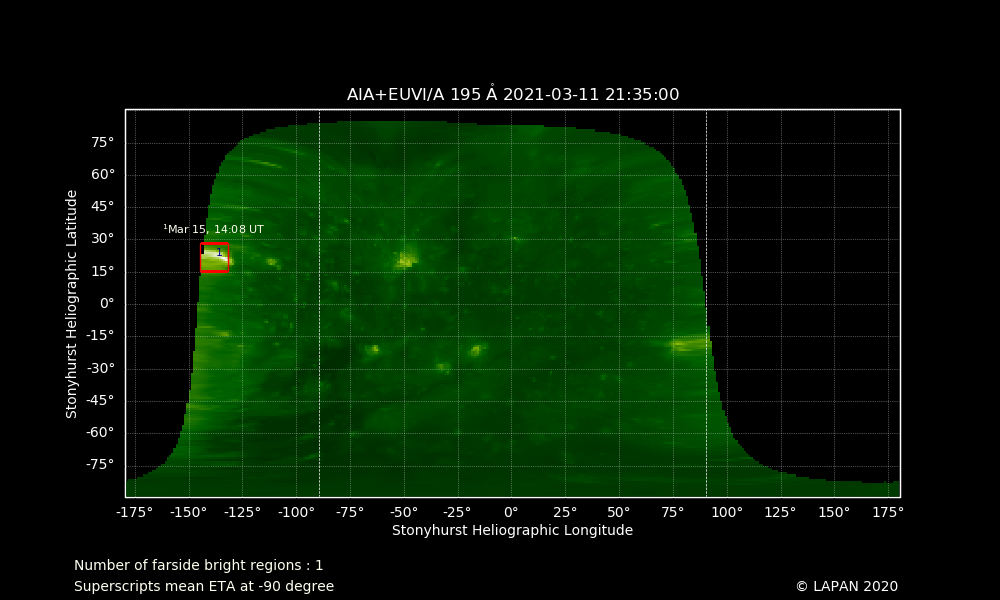 AIA+EUVI/A 195 Å 2021-03-11 21:35:00
75°
60°
45°
30°
15°
0°
-15°
-30°
-45°
-60°
-75°
Stonyhurst Heliographic Latitude
¹Mar 15, 14:08 UT
1
-175° -150° -125° -100° -75° -50° -25° 0° 25° 50° 75° 100° 125° 150° 175°
Stonyhurst Heliographic Longitude
Number of farside bright regions : 1
Superscripts mean ETA at -90 degree
© LAPAN 2020